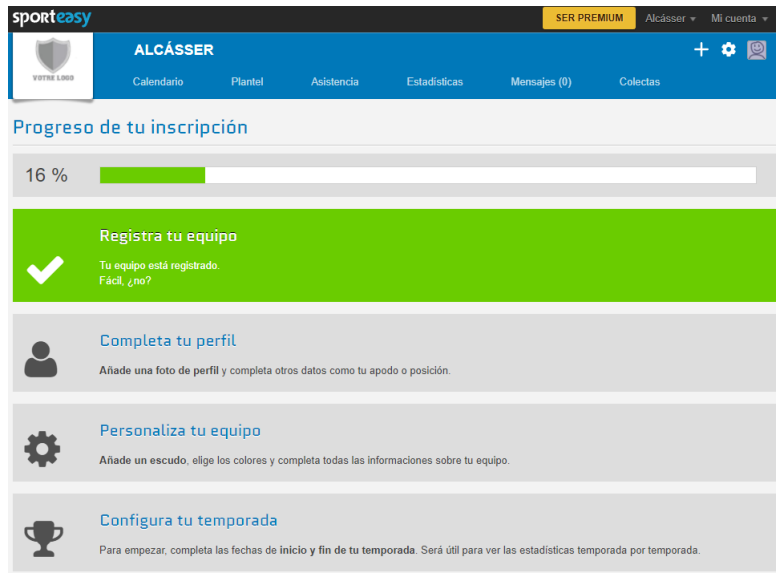 sporteasy
SER PREMIUM
Alcásser
Mi cuenta
VOTRE LOGO
ALCÁSSER
Calendario
Plantel
Asistencia
Estadísticas
Mensajes (0)
Colectas
Progreso de tu inscripción
16 %
Registra tu equipo
Tu equipo está registrado.
Fácil, ¿no?
Completa tu perfil
Añade una foto de perfil y completa otros datos como tu apodo o posición.
Personaliza tu equipo
Añade un escudo, elige los colores y completa todas las informaciones sobre tu equipo.
Configura tu temporada
Para empezar, completa las fechas de inicio y fin de tu temporada. Será útil para ver las estadísticas temporada por temporada.